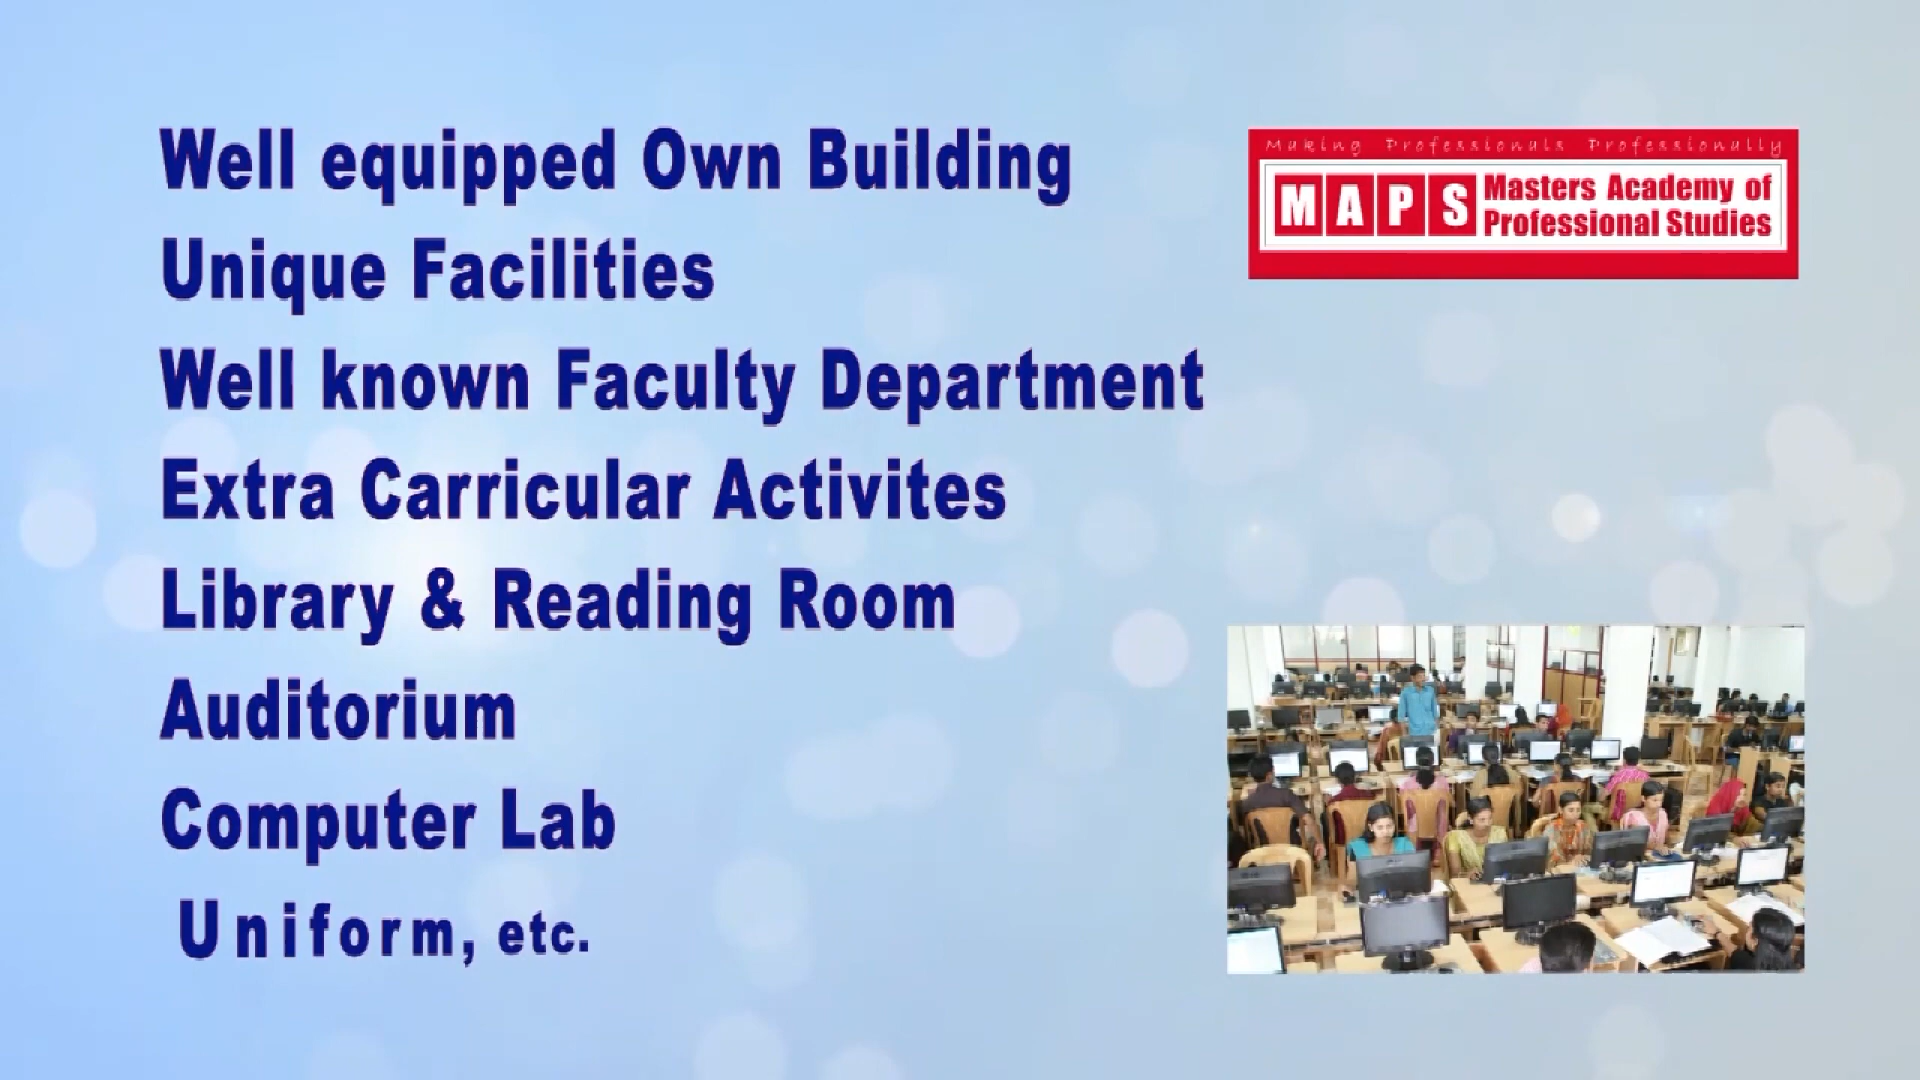 Well equipped Own Building
Unique Facilities
Well known Faculty Department
Extra Carricular Activites
Library & Reading Room
Auditorium
Computer Lab
Uniform, etc.
Making Professionals Professionally
MAPS Masters Academy of
Professional Studies